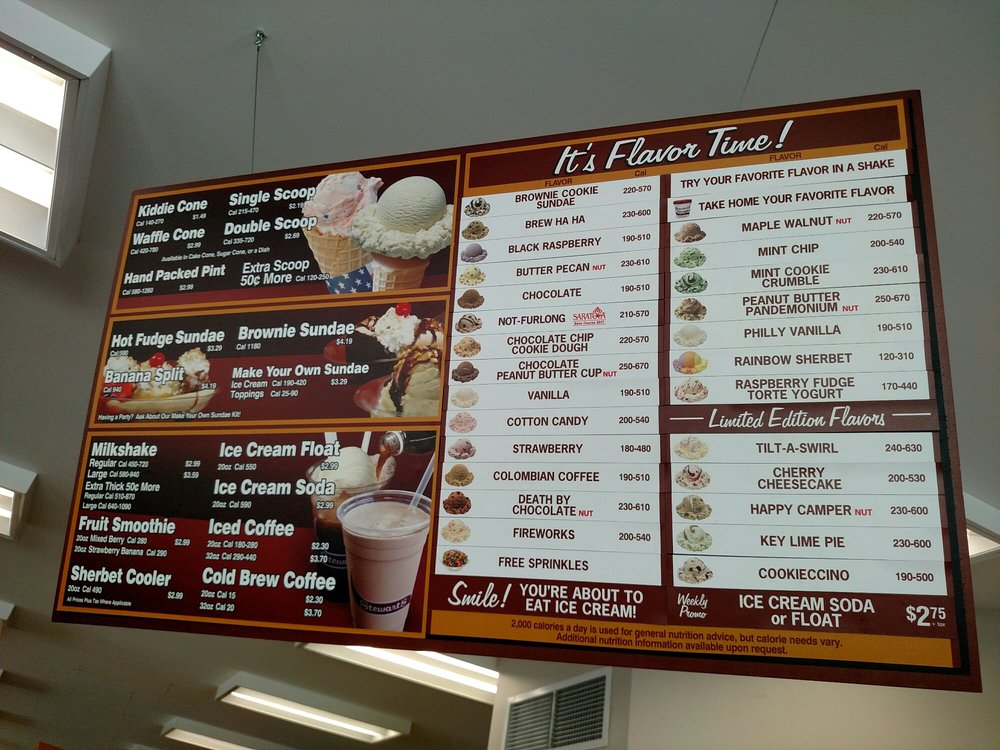 Kiddie Cone
Cal 140-270 $1.49
Single Scoop
Cal 215-470 $2.19
Waffle Cone
Cal 420-780 $2.99
Double Scoop
Cal 335-720 $2.69
Available in Cake Cone, Sugar Cone, or a Dish
Hand Packed Pint
Cal 580-1260 $2.99
Extra Scoop
50¢ More Cal 120-250
Hot Fudge Sundae
Cal 590 $3.29
Brownie Sundae
Cal 1180 $4.19
Banana Split
Cal 940 $4.19
Make Your Own Sundae
Ice Cream Cal 190-420 $3.29
Toppings Cal 25-90
Having a Party? Ask About Our Make Your Own Sundae Kit!
Milkshake
Regular Cal 450-720 $2.99
Large Cal 580-940 $3.59
Extra Thick 50c More
Regular Cal 510-870
Large Cal 640-1090
Ice Cream Float
20oz Cal 550 $2.99
Ice Cream Soda
20oz Cal 590 $2.99
Fruit Smoothie
20oz Mixed Berry Cal 280 $2.99
20oz Strawberry Banana Cal 290
Iced Coffee
20oz Cal 180-280 $2.30
32oz Cal 290-440 $3.70
Sherbet Cooler
20oz Cal 490 $2.99
All Prices Plus Tax Where Applicable
Cold Brew Coffee
20oz Cal 15 $2.30
32oz Cal 20 $3.70
Stewart's
It's Flavor Time!
FLAVOR Cal
BROWNIE COOKIE
SUNDAE 220-570
BREW HA HA 230-600
BLACK RASPBERRY 190-510
BUTTER PECAN NUT 230-610
CHOCOLATE 190-510
NOT-FURLONG SARATOGA 210-570
CHOCOLATE CHIP
COOKIE DOUGH 220-570
CHOCOLATE
PEANUT BUTTER CUP NUT 250-670
VANILLA 190-510
COTTON CANDY 200-540
STRAWBERRY 180-480
COLOMBIAN COFFEE 190-510
DEATH BY
CHOCOLATE NUT 230-610
FIREWORKS 200-540
FREE SPRINKLES
Smile! YOU'RE ABOUT TO
EAT ICE CREAM!
FLAVOR Cal
TRY YOUR FAVORITE FLAVOR IN A SHAKE
TAKE HOME YOUR FAVORITE FLAVOR
MAPLE WALNUT NUT 220-570
MINT CHIP 200-540
MINT COOKIE
CRUMBLE 230-610
PEANUT BUTTER
PANDEMONIUM NUT 250-670
PHILLY VANILLA 190-510
RAINBOW SHERBET 120-310
RASPBERRY FUDGE
TORTE YOGURT 170-440
Limited Edition Flavors
TILT-A-SWIRL 240-630
CHERRY
CHEESECAKE 200-530
HAPPY CAMPER NUT 230-600
KEY LIME PIE 230-600
COOKIECCINO 190-500
Weekly
Promo
ICE CREAM SODA
or FLOAT
$2.75
+ tax
2,000 calories a day is used for general nutrition advice, but calorie needs vary.
Additional nutrition information available upon request.